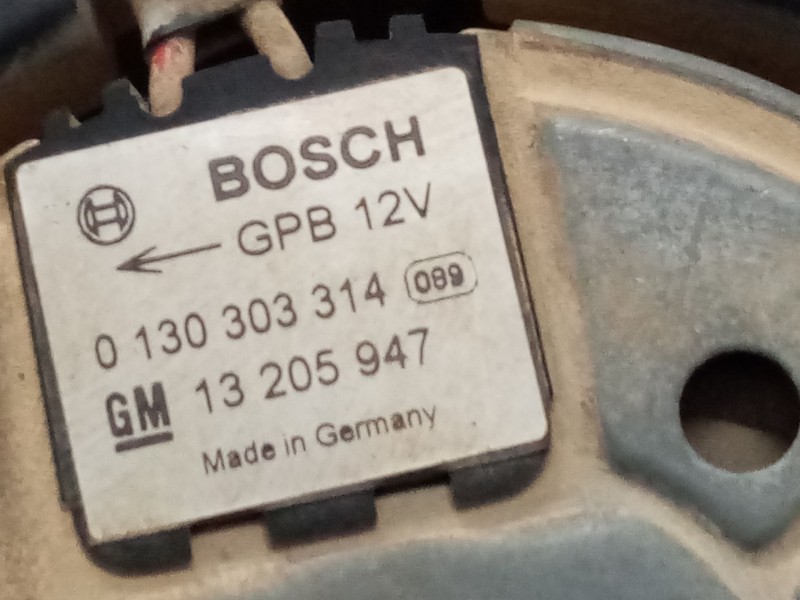 BOSCH
GPB 12V
0 130 303 314 089
GM 13 205 947
Made in Germany